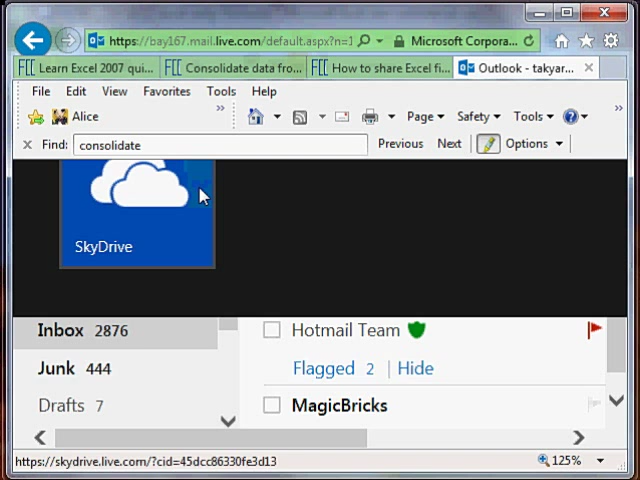 https://bay167.mail.live.com/default.aspx?n=1
Microsoft Corpora...
Learn Excel 2007 qui...
Consolidate data fro...
How to share Excel fi...
Outlook - takyar...
File Edit View Favorites Tools Help
Alice
Page Safety Tools
Find: consolidate Previous Next Options
SkyDrive
Inbox 2876
Hotmail Team
Junk 444
Flagged 2 | Hide
Drafts 7
MagicBricks
https://skydrive.live.com/?cid=45dcc86330fe3d13
125%